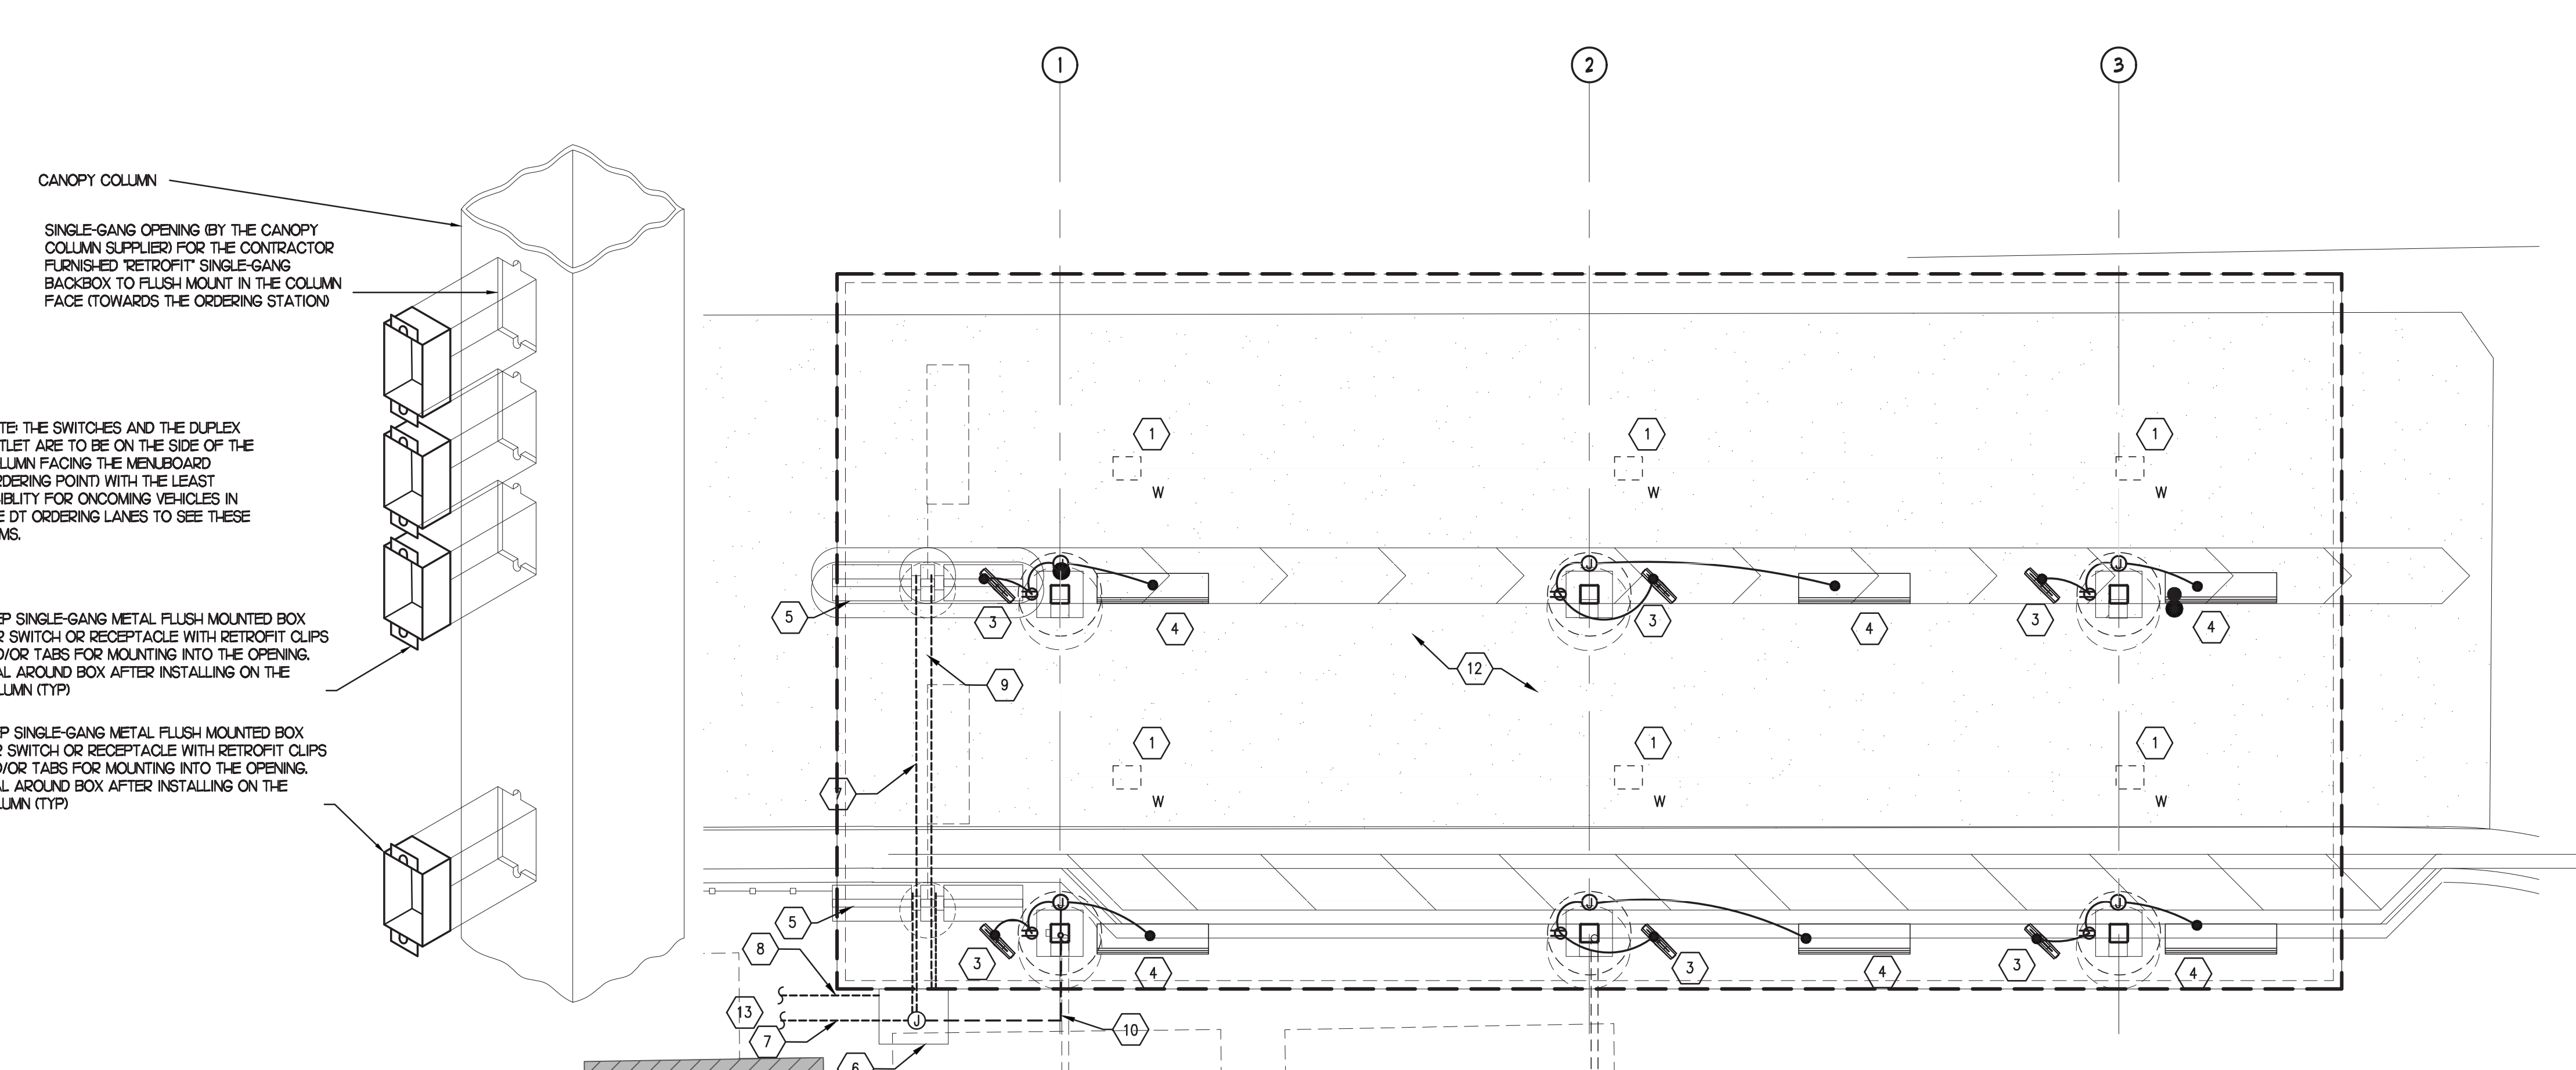 1
2
3
CANOPY COLUMN
SINGLE-GANG OPENING (BY THE CANOPY
COLUMN SUPPLIER) FOR THE CONTRACTOR
FURNISHED "RETROFIT" SINGLE-GANG
BACKBOX TO FLUSH MOUNT IN THE COLUMN
FACE (TOWARDS THE ORDERING STATION)
TE: THE SWITCHES AND THE DUPLEX
TLET ARE TO BE ON THE SIDE OF THE
LUMN FACING THE MENUBOARD
RDERING POINT) WITH THE LEAST
IBLITY FOR ONCOMING VEHICLES IN
E DT ORDERING LANES TO SEE THESE
MS.
EP SINGLE-GANG METAL FLUSH MOUNTED BOX
R SWITCH OR RECEPTACLE WITH RETROFIT CLIPS
D/OR TABS FOR MOUNTING INTO THE OPENING.
AL AROUND BOX AFTER INSTALLING ON THE
LUMN (TYP)
EP SINGLE-GANG METAL FLUSH MOUNTED BOX
R SWITCH OR RECEPTACLE WITH RETROFIT CLIPS
D/OR TABS FOR MOUNTING INTO THE OPENING.
AL AROUND BOX AFTER INSTALLING ON THE
LUMN (TYP)
1
1
1
W
W
W
J
J
J
5
3
4
3
4
3
4
12
9
1
1
1
7
W
W
W
J
J
J
5
8
3
4
3
4
3
4
13
J
7
10
6